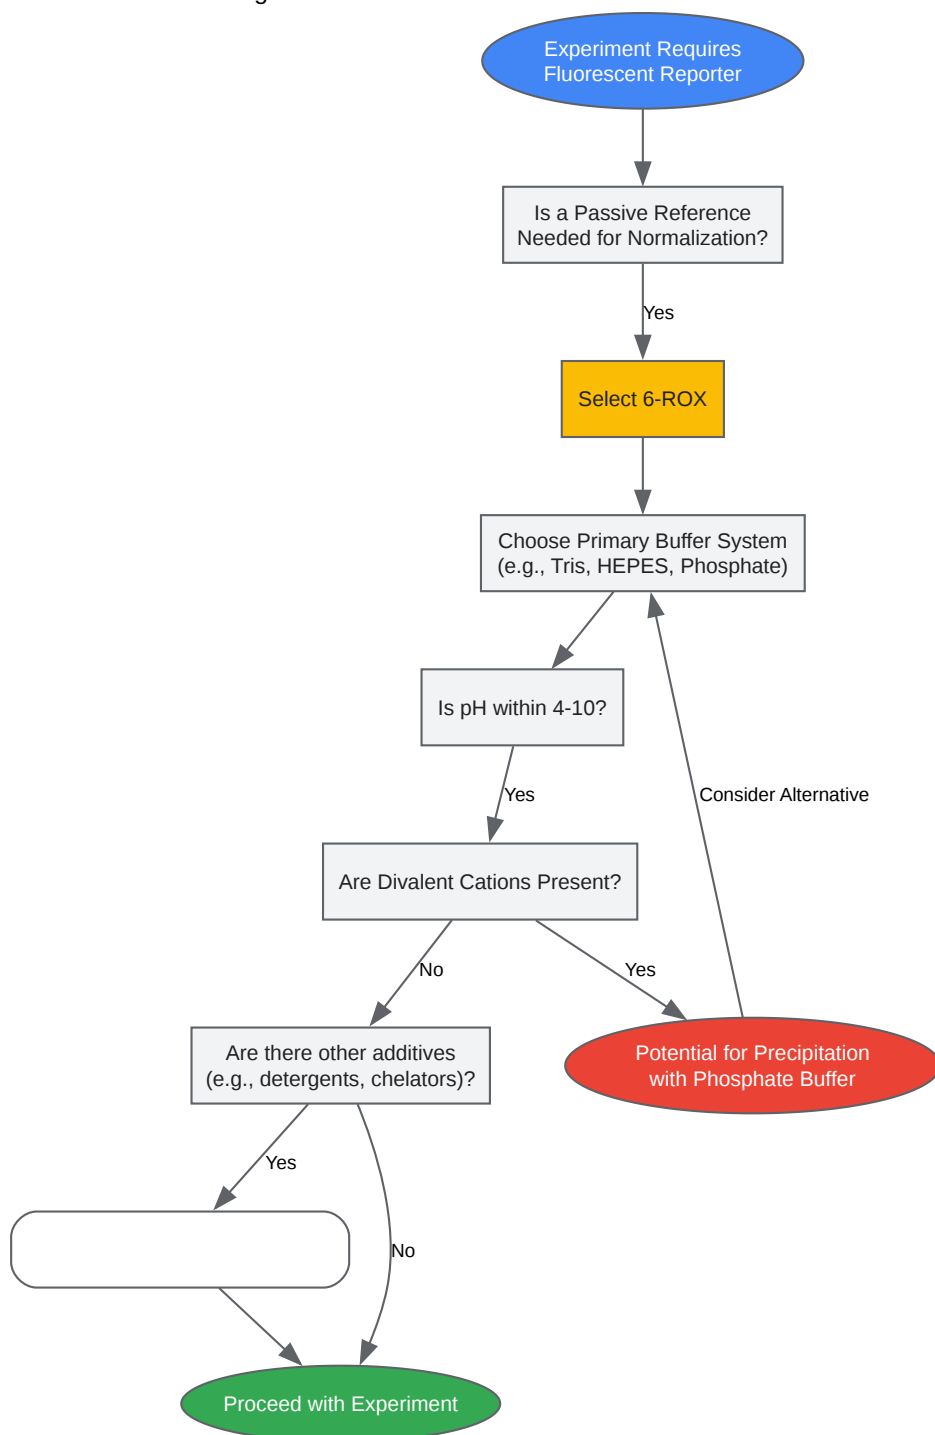 Experiment Requires
Fluorescent Reporter
Is a Passive Reference
Needed for Normalization?
Yes
Select 6-ROX
Choose Primary Buffer System
(e.g., Tris, HEPES, Phosphate)
Is pH within 4-10?
Yes
Consider Alternative
Are Divalent Cations Present?
No
Yes
Are there other additives
(e.g., detergents, chelators)?
Potential for Precipitation
with Phosphate Buffer
Yes
No
Proceed with Experiment